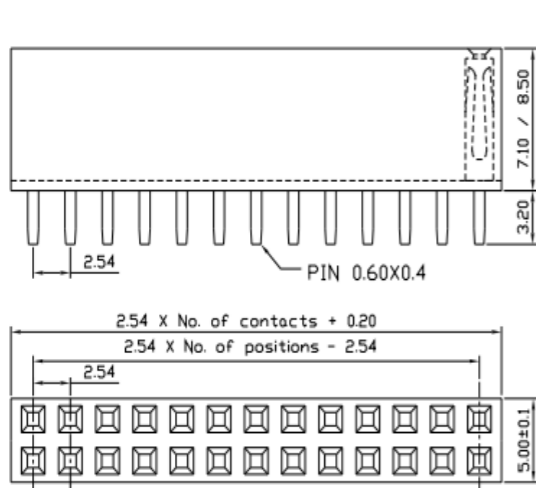 7.10 / 8.50
3.20
2.54
PIN 0.60X0.4
2.54 X No. of contacts + 0.20
2.54 X No. of positions - 2.54
2.54
5.00±0.1